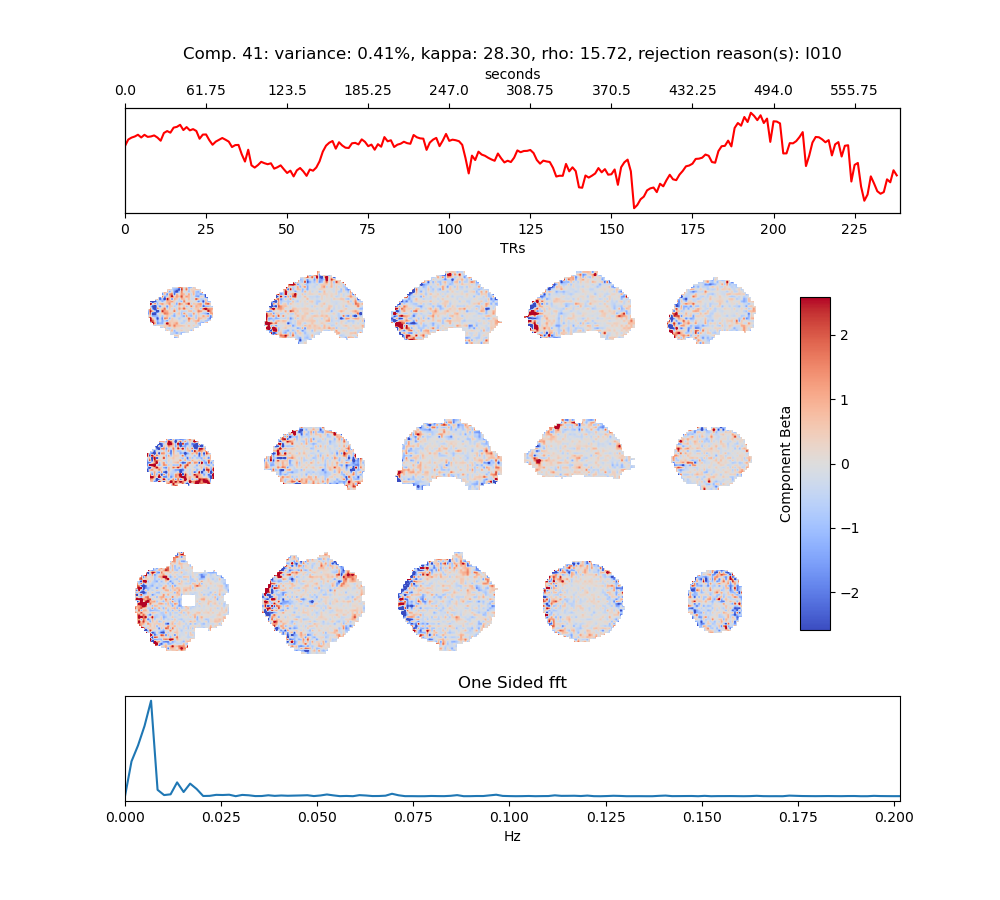 Comp. 41: variance: 0.41%, kappa: 28.30, rho: 15.72, rejection reason(s): I010
seconds
0.0 61.75 123.5 185.25 247.0 308.75 370.5 432.25 494.0 555.75
0 25 50 75 100 125 150 175 200 225
TRs
2
1
0
−1
−2
Component Beta
One Sided fft
0.000 0.025 0.050 0.075 0.100 0.125 0.150 0.175 0.200
Hz